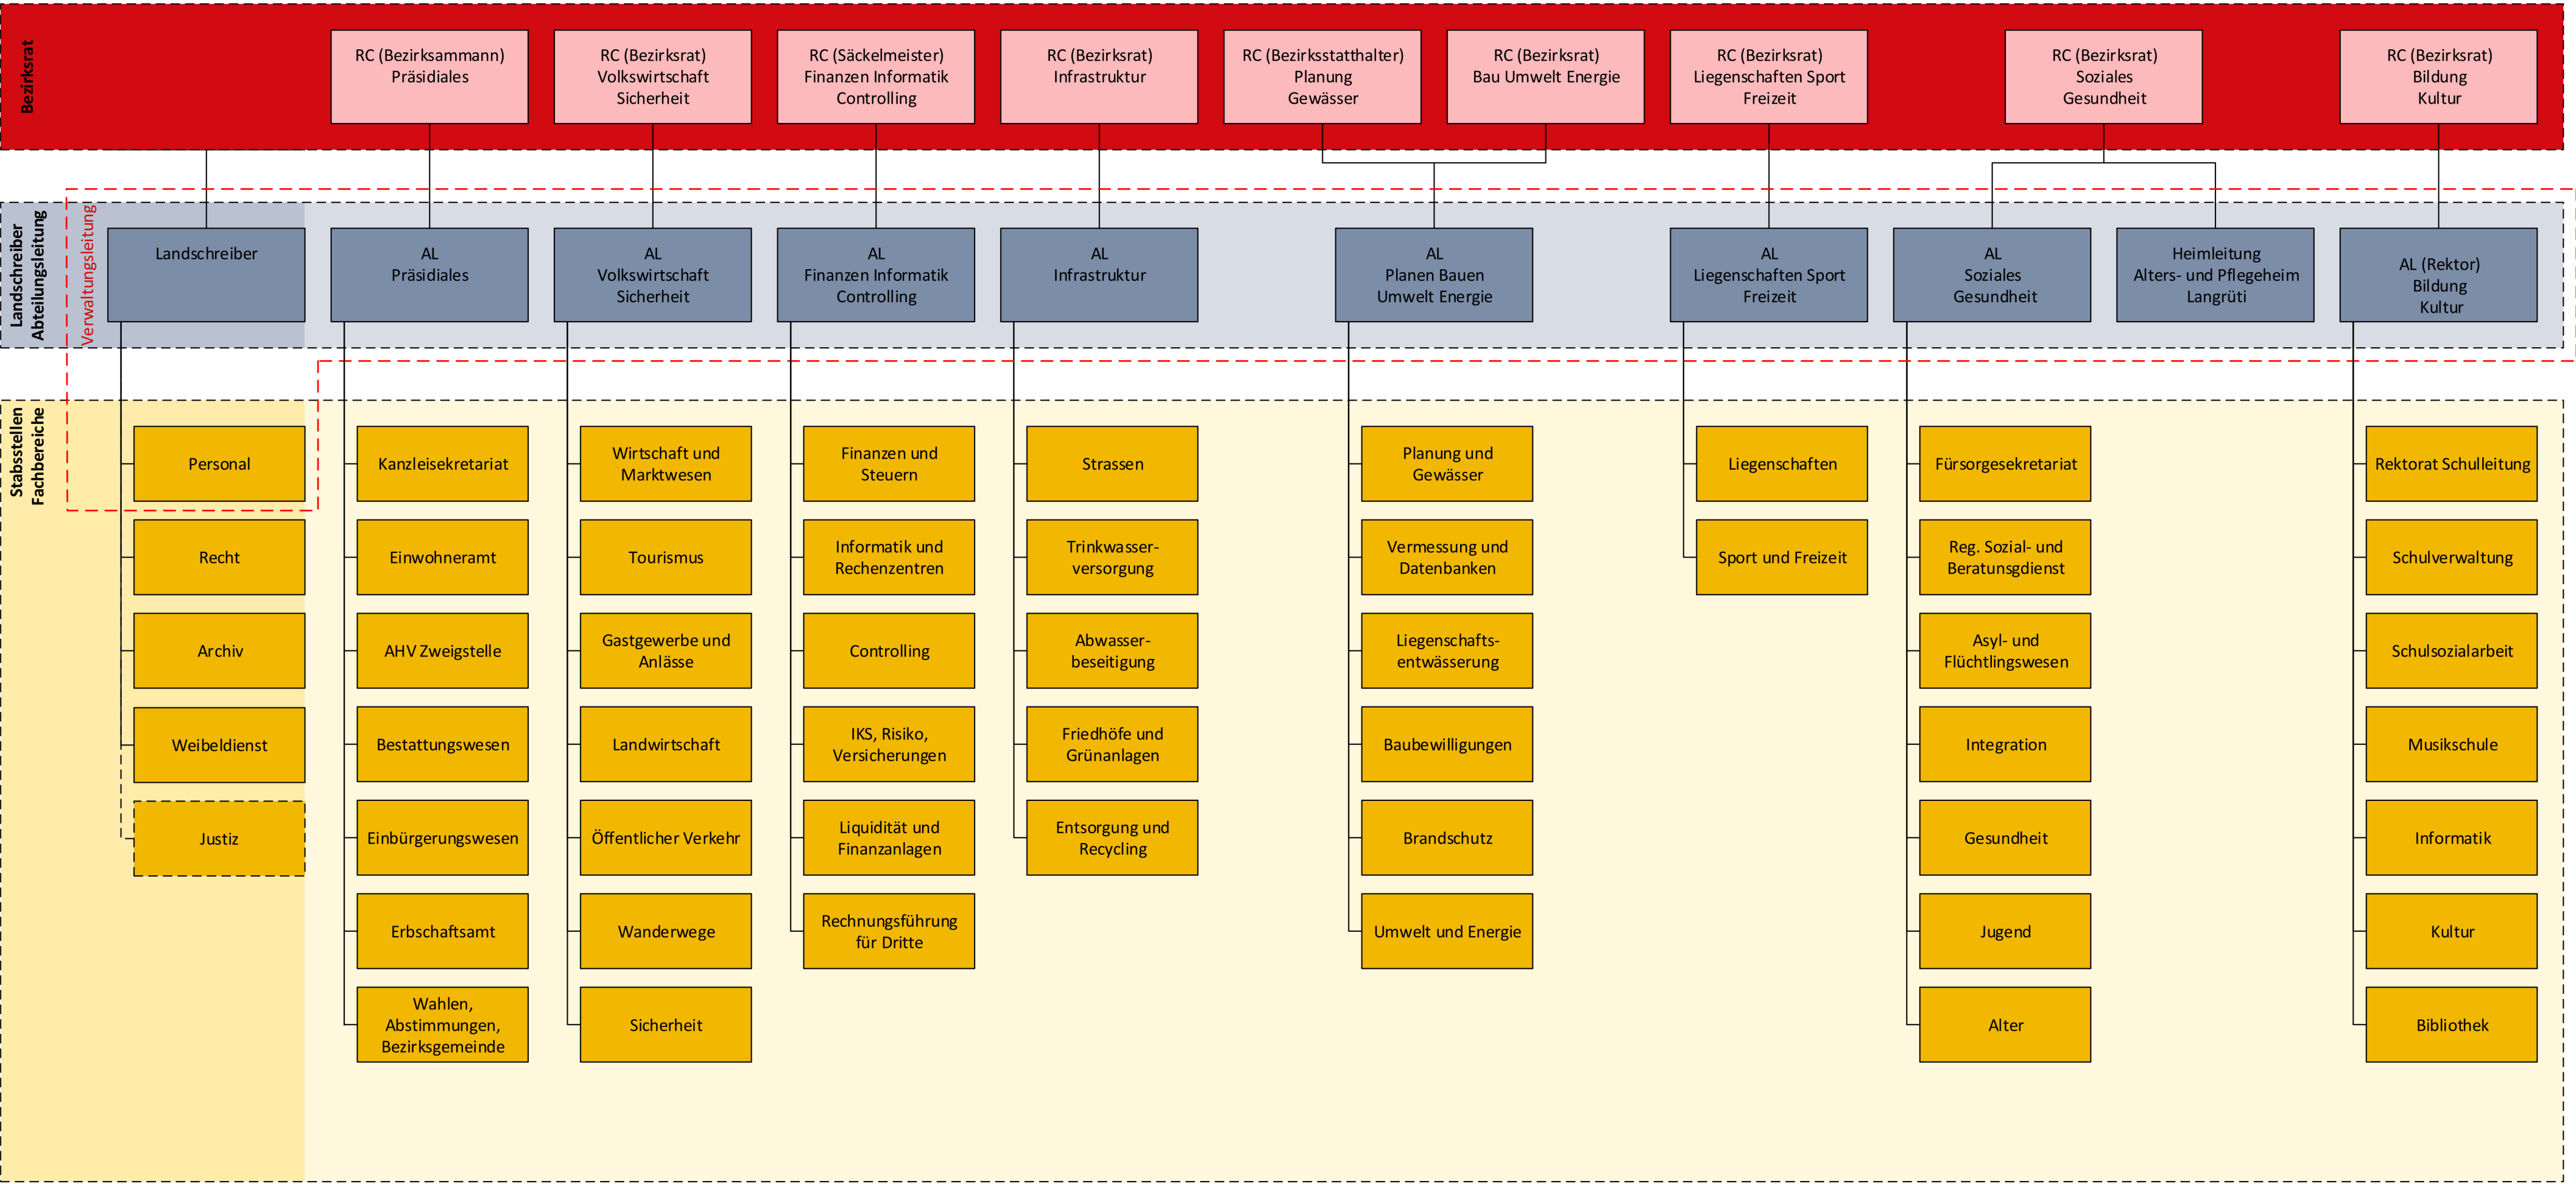 Bezirksrat
RC (Bezirksammann)
Präsidiales
RC (Bezirksrat)
Volkswirtschaft
Sicherheit
RC (Säckelmeister)
Finanzen Informatik
Controlling
RC (Bezirksrat)
Infrastruktur
RC (Bezirksstatthalter)
Planung
Gewässer
RC (Bezirksrat)
Bau Umwelt Energie
RC (Bezirksrat)
Liegenschaften Sport
Freizeit
RC (Bezirksrat)
Soziales
Gesundheit
RC (Bezirksrat)
Bildung
Kultur
Landschreiber
Abteilungsleitung
Verwaltungsleitung
Landschreiber
AL
Präsidiales
AL
Volkswirtschaft
Sicherheit
AL
Finanzen Informatik
Controlling
AL
Infrastruktur
AL
Planen Bauen
Umwelt Energie
AL
Liegenschaften Sport
Freizeit
AL
Soziales
Gesundheit
Heimleitung
Alters- und Pflegeheim
Langrüti
AL (Rektor)
Bildung
Kultur
Stabsstellen
Fachbereiche
Personal
Recht
Archiv
Weibeldienst
Justiz
Kanzleisekretariat
Einwohneramt
AHV Zweigstelle
Bestattungswesen
Einbürgerungswesen
Erbschaftsamt
Wahlen,
Abstimmungen,
Bezirksgemeinde
Wirtschaft und
Marktwesen
Tourismus
Gastgewerbe und
Anlässe
Landwirtschaft
Öffentlicher Verkehr
Wanderwege
Sicherheit
Finanzen und
Steuern
Informatik und
Rechenzentren
Controlling
IKS, Risiko,
Versicherungen
Liquidität und
Finanzanlagen
Rechnungsführung
für Dritte
Strassen
Trinkwasser-
versorgung
Abwasser-
beseitigung
Friedhöfe und
Grünanlagen
Entsorgung und
Recycling
Planung und
Gewässer
Vermessung und
Datenbanken
Liegenschafts-
entwässerung
Baubewilligungen
Brandschutz
Umwelt und Energie
Liegenschaften
Sport und Freizeit
Fürsorgesekretariat
Reg. Sozial- und
Beratunsgdienst
Asyl- und
Flüchtlingswesen
Integration
Gesundheit
Jugend
Alter
Rektorat Schulleitung
Schulverwaltung
Schulsozialarbeit
Musikschule
Informatik
Kultur
Bibliothek